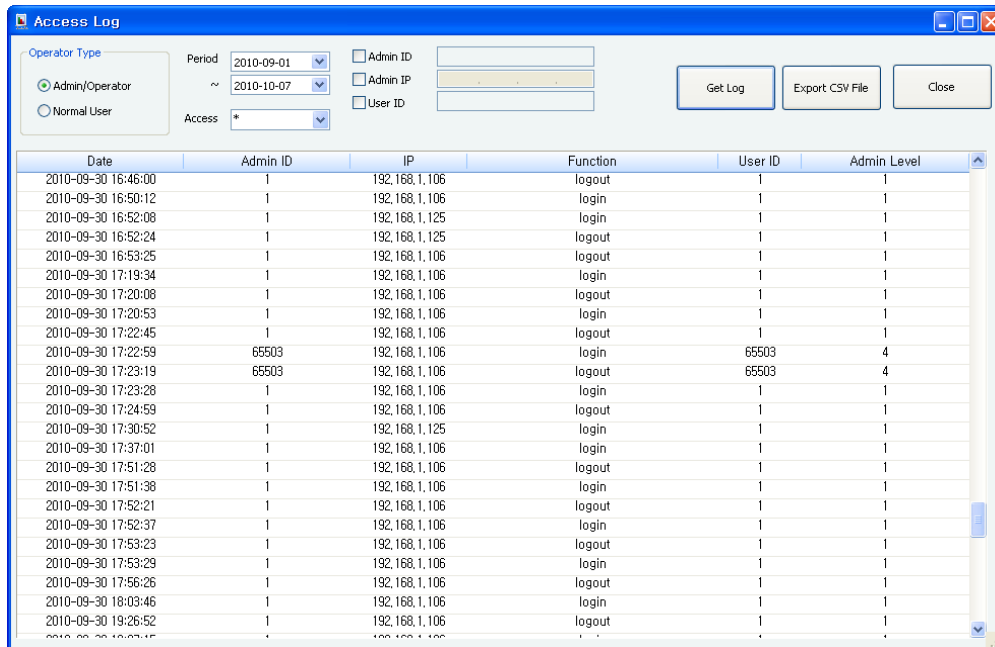 Access Log
Operator Type
Admin/Operator
Normal User
Period 2010-09-01
~ 2010-10-07
Access *
Admin ID
Admin IP
User ID
Get Log Export CSV File Close
Date Admin ID IP Function User ID Admin Level
2010-09-30 16:46:00 1 192.168.1.106 logout 1 1
2010-09-30 16:50:12 1 192.168.1.106 login 1 1
2010-09-30 16:52:08 1 192.168.1.125 login 1 1
2010-09-30 16:52:24 1 192.168.1.125 logout 1 1
2010-09-30 16:53:25 1 192.168.1.106 logout 1 1
2010-09-30 17:19:34 1 192.168.1.106 login 1 1
2010-09-30 17:20:08 1 192.168.1.106 logout 1 1
2010-09-30 17:20:53 1 192.168.1.106 login 1 1
2010-09-30 17:22:45 1 192.168.1.106 logout 1 1
2010-09-30 17:22:59 65503 192.168.1.106 login 65503 4
2010-09-30 17:23:19 65503 192.168.1.106 logout 65503 4
2010-09-30 17:23:28 1 192.168.1.106 login 1 1
2010-09-30 17:24:59 1 192.168.1.106 logout 1 1
2010-09-30 17:30:52 1 192.168.1.125 login 1 1
2010-09-30 17:37:01 1 192.168.1.106 login 1 1
2010-09-30 17:51:28 1 192.168.1.106 logout 1 1
2010-09-30 17:51:38 1 192.168.1.106 login 1 1
2010-09-30 17:52:21 1 192.168.1.106 logout 1 1
2010-09-30 17:52:37 1 192.168.1.106 login 1 1
2010-09-30 17:53:23 1 192.168.1.106 logout 1 1
2010-09-30 17:53:29 1 192.168.1.106 login 1 1
2010-09-30 17:56:26 1 192.168.1.106 logout 1 1
2010-09-30 18:03:46 1 192.168.1.106 login 1 1
2010-09-30 19:26:52 1 192.168.1.106 logout 1 1